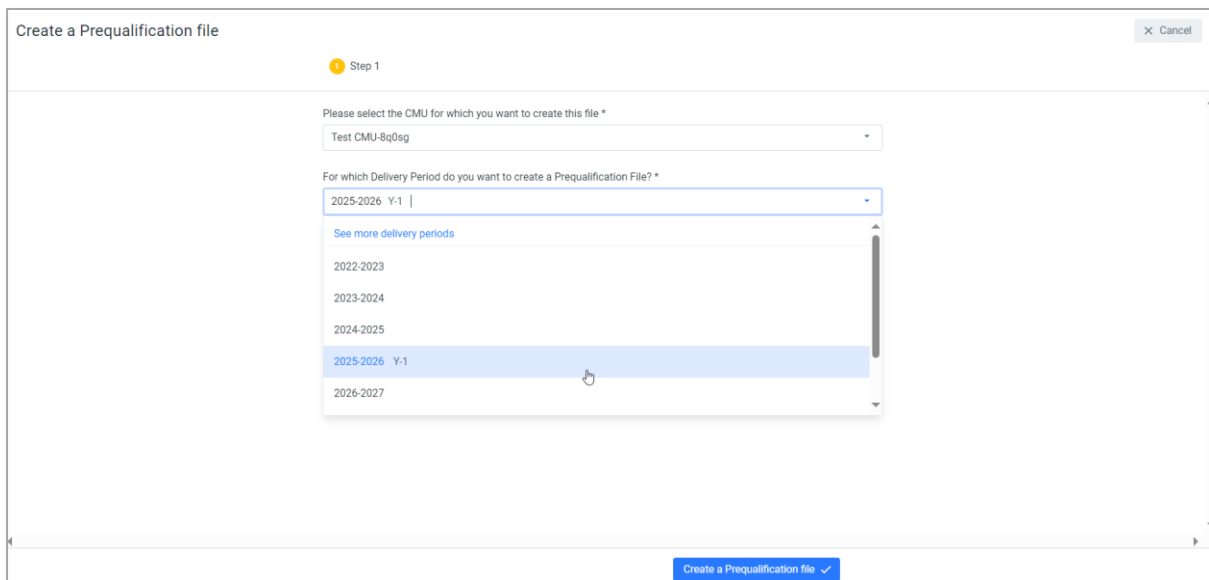 Create a Prequalification file
Cancel
1 Step 1
Please select the CMU for which you want to create this file *
Test CMU-8q0sg
For which Delivery Period do you want to create a Prequalification File? *
2025-2026 Y-1
See more delivery periods
2022-2023
2023-2024
2024-2025
2025-2026 Y-1
2026-2027
Create a Prequalification file